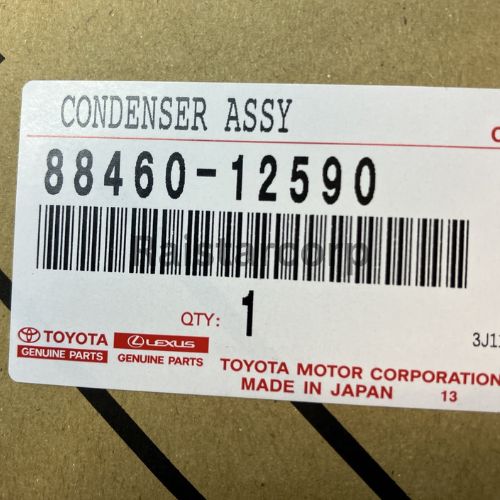 CONDENSER ASSY
88460-12590
Raistarcorp
QTY: 1
TOYOTA
GENUINE PARTS
LEXUS
GENUINE PARTS
3J11
TOYOTA MOTOR CORPORATION
MADE IN JAPAN 13